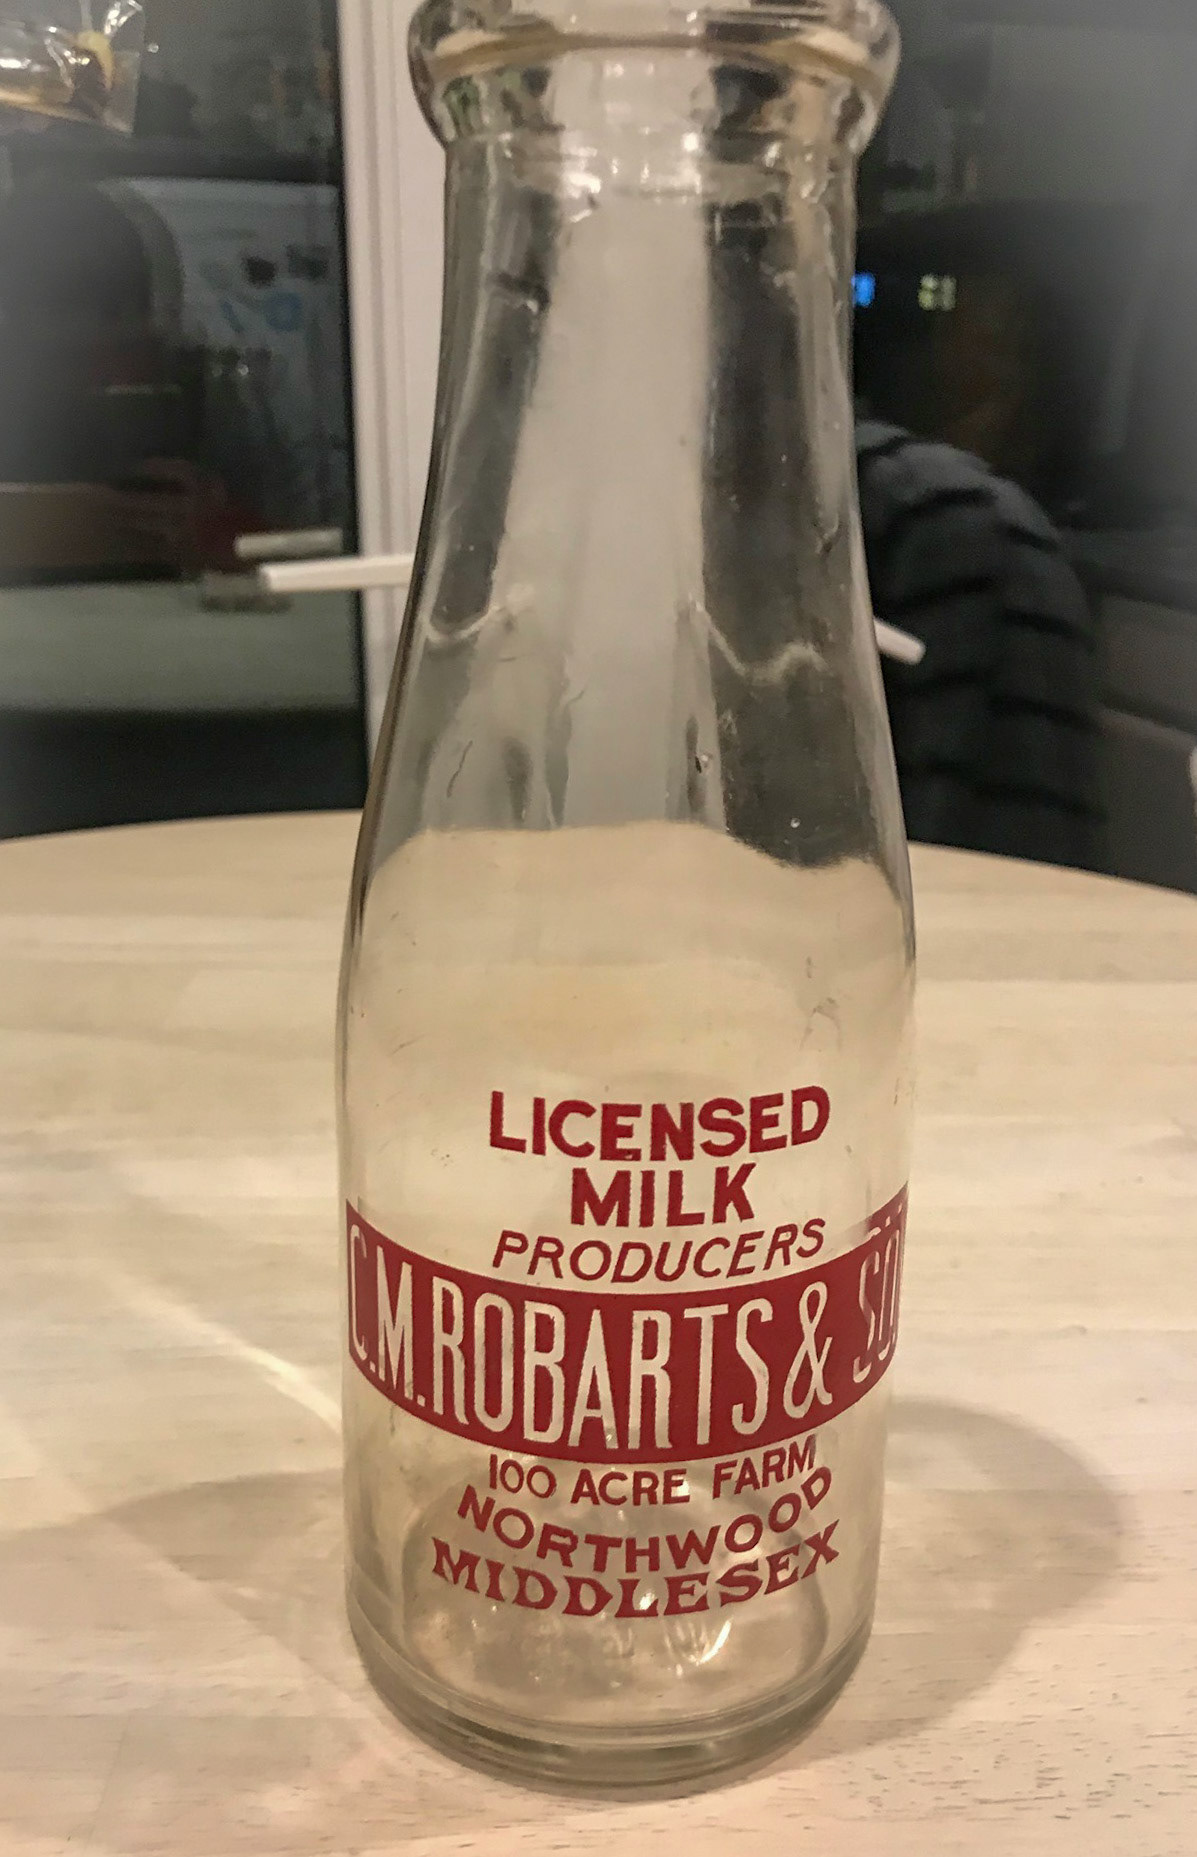 LICENSED
MILK
PRODUCERS
C.M.ROBARTS &
100 ACRE FARM
NORTHWOOD
MIDDLESEX